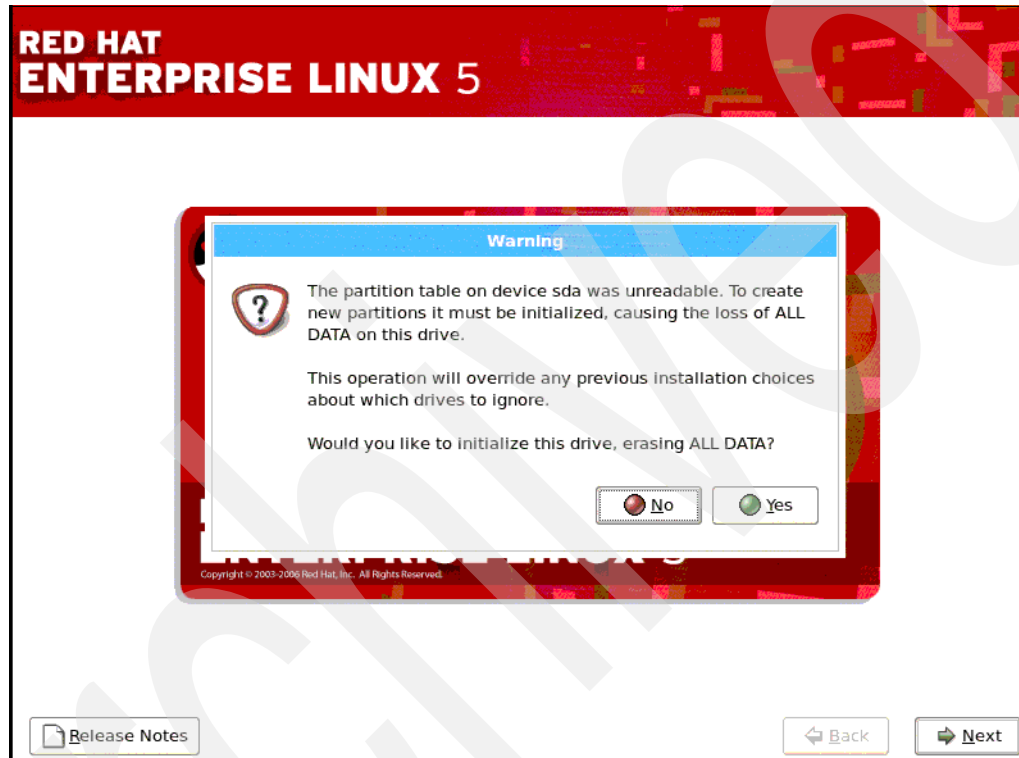 RED HAT
ENTERPRISE LINUX 5
Warning
The partition table on device sda was unreadable. To create
new partitions it must be initialized, causing the loss of ALL
DATA on this drive.
This operation will override any previous installation choices
about which drives to ignore.
Would you like to initialize this drive, erasing ALL DATA?
No
Yes
ENTERPRISE LINUX 5
Copyright © 2003-2006 Red Hat, Inc. All Rights Reserved.
Release Notes
Back
Next